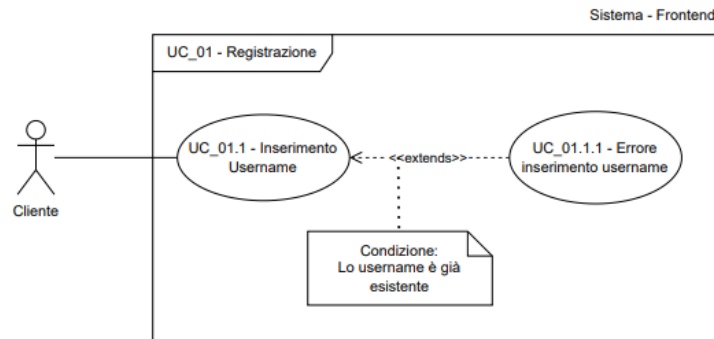 Sistema - Frontend
UC_01 - Registrazione
UC_01.1 - Inserimento
Username
<<extends>>
UC_01.1.1 - Errore
inserimento username
Cliente
Condizione:
Lo username è già
esistente